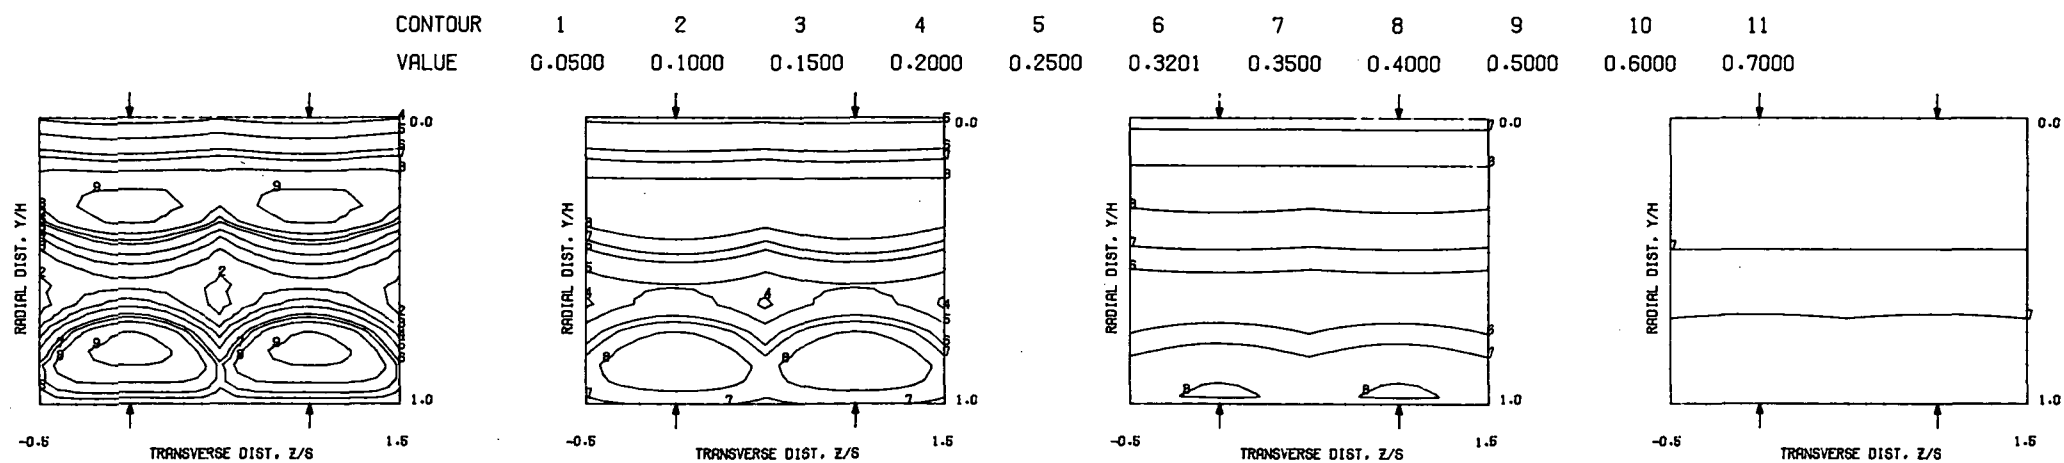 CONTOUR 1 2 3 4 5 6 7 8 9 10 11
VALUE 0.0500 0.1000 0.1500 0.2000 0.2500 0.3201 0.3500 0.4000 0.5000 0.6000 0.7000
RADIAL DIST. Y/H
0.0
1.0
-0.5 1.5
TRANSVERSE DIST. Z/S
RADIAL DIST. Y/H
0.0
1.0
-0.5 1.5
TRANSVERSE DIST. Z/S
RADIAL DIST. Y/H
0.0
1.0
-0.5 1.5
TRANSVERSE DIST. Z/S
RADIAL DIST. Y/H
0.0
1.0
-0.5 1.5
TRANSVERSE DIST. Z/S